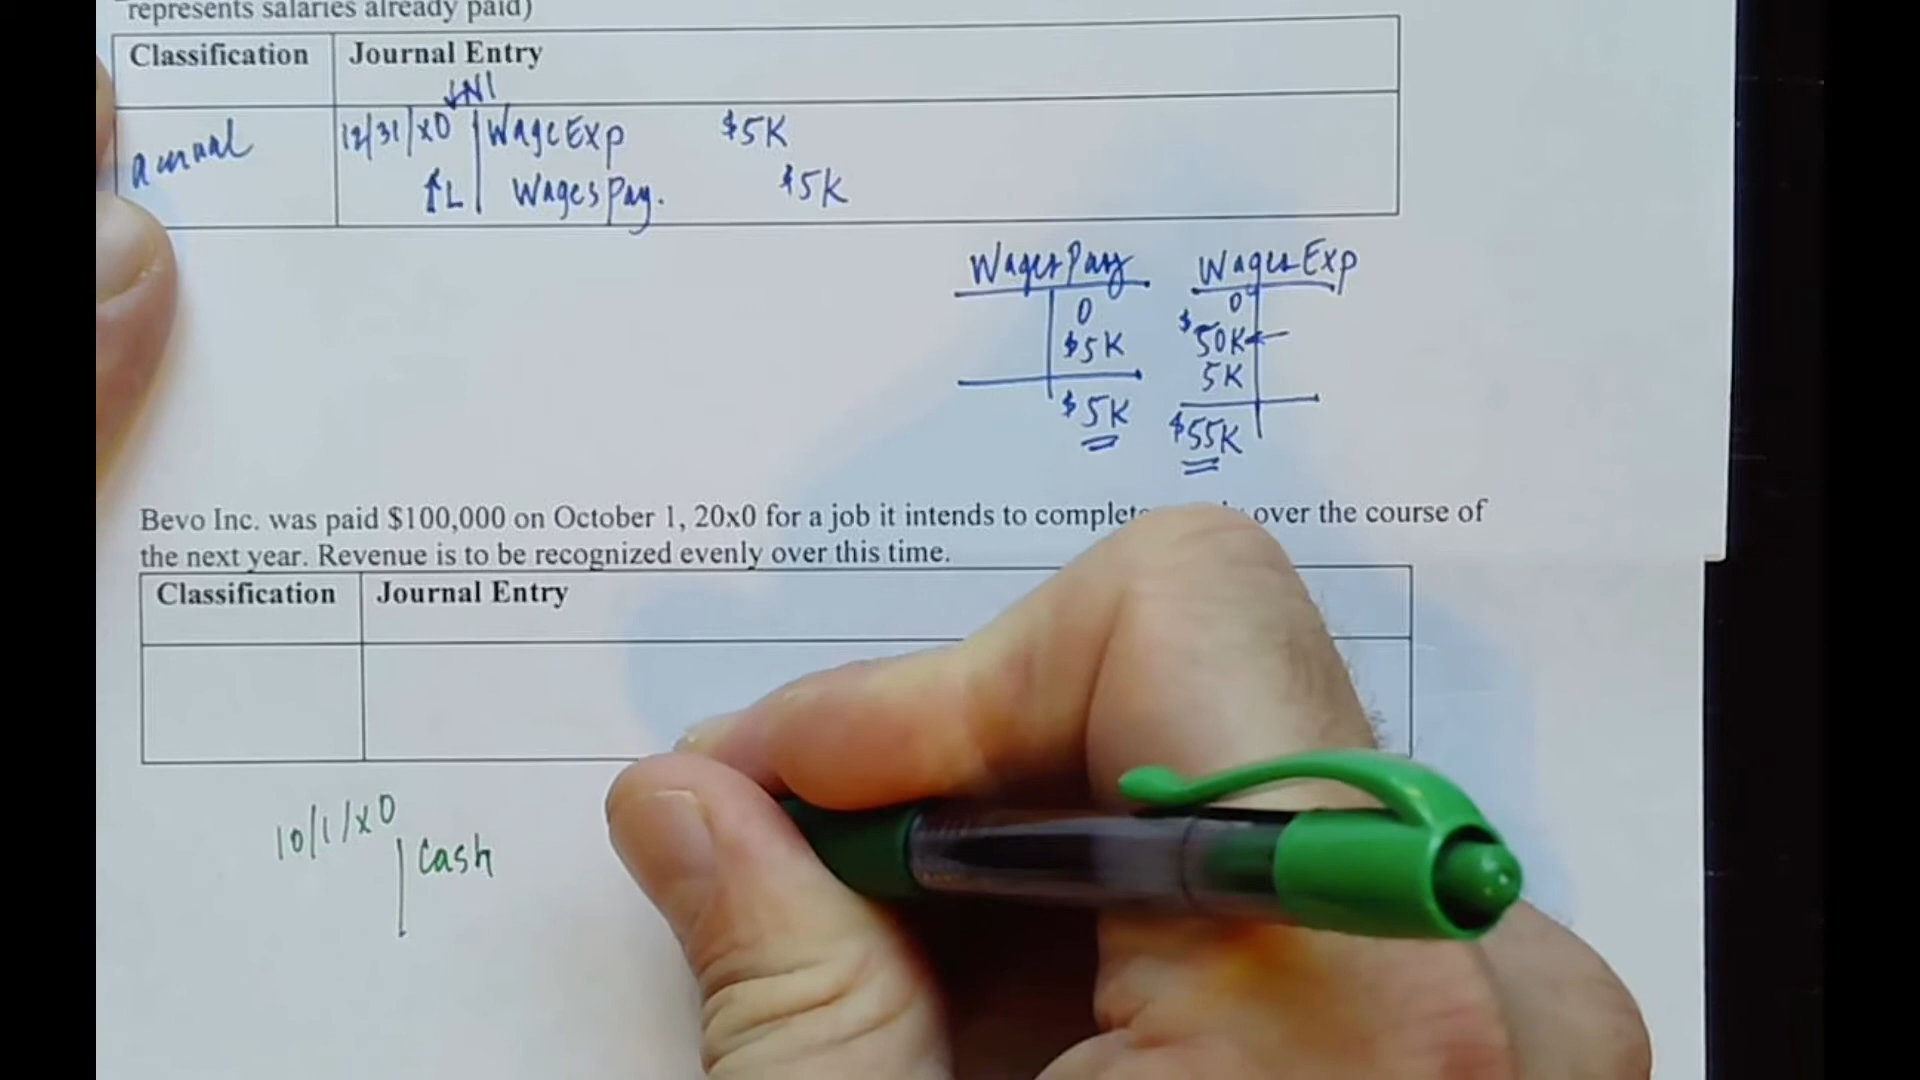 represents salaries already paid)
Classification Journal Entry
↓NI
accrual 12/31/x0 Wage Exp $5K
↑L Wages Pay. $5K
Wages Pay Wages Exp
0 0
$5K $50K ←
5K
$5K $55K
Bevo Inc. was paid $100,000 on October 1, 20x0 for a job it intends to complete over the course of
the next year. Revenue is to be recognized evenly over this time.
Classification Journal Entry
10/1/x0
Cash